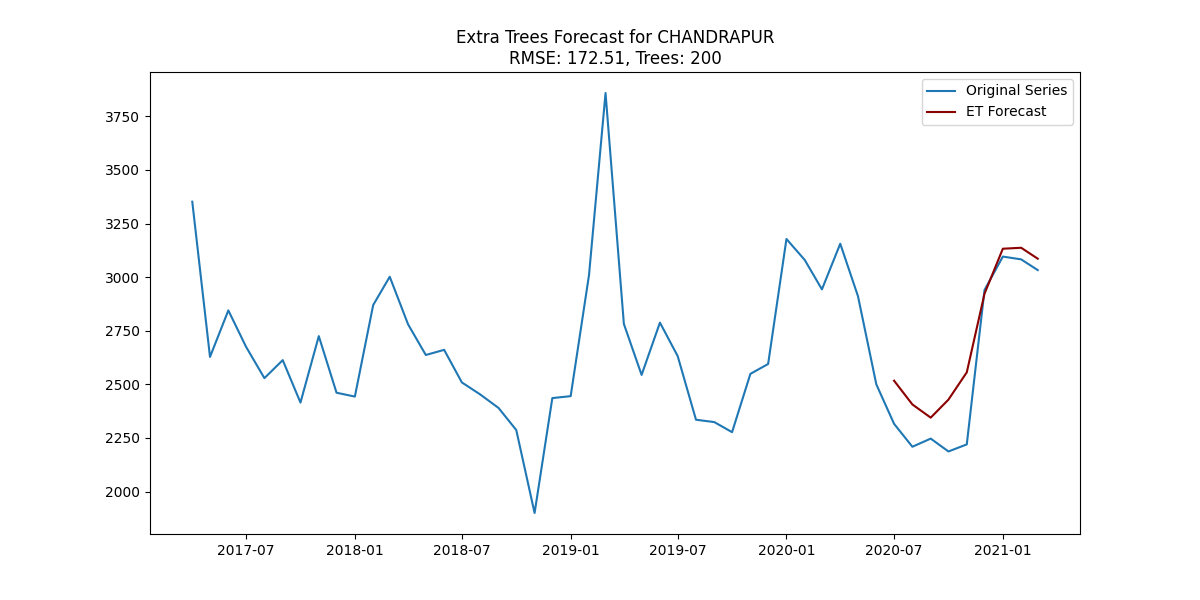 Extra Trees Forecast for CHANDRAPUR
RMSE: 172.51, Trees: 200
Original Series
ET Forecast
3750
3500
3250
3000
2750
2500
2250
2000
2017-07 2018-01 2018-07 2019-01 2019-07 2020-01 2020-07 2021-01